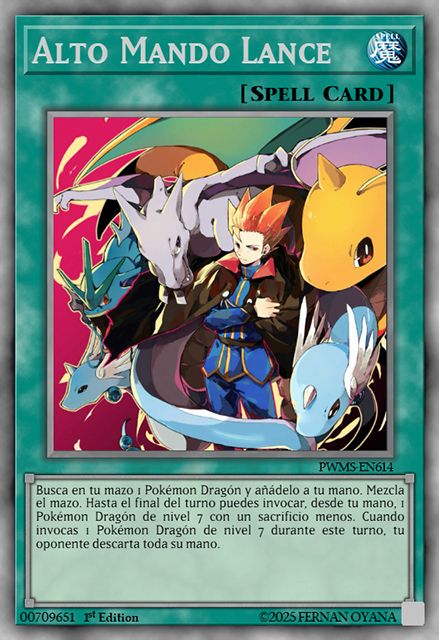 ALTO MANDO LANCE
SPELL
魔
[SPELL CARD]
PWMS-EN614
Busca en tu mazo 1 Pokémon Dragón y añádelo a tu mano. Mezcla
el mazo. Hasta el final del turno puedes invocar, desde tu mano, 1
Pokémon Dragón de nivel 7 con un sacrificio menos. Cuando
invocas 1 Pokémon Dragón de nivel 7 durante este turno, tu
oponente descarta toda su mano.
00709651 1st Edition ©2025 FERNAN OYANA